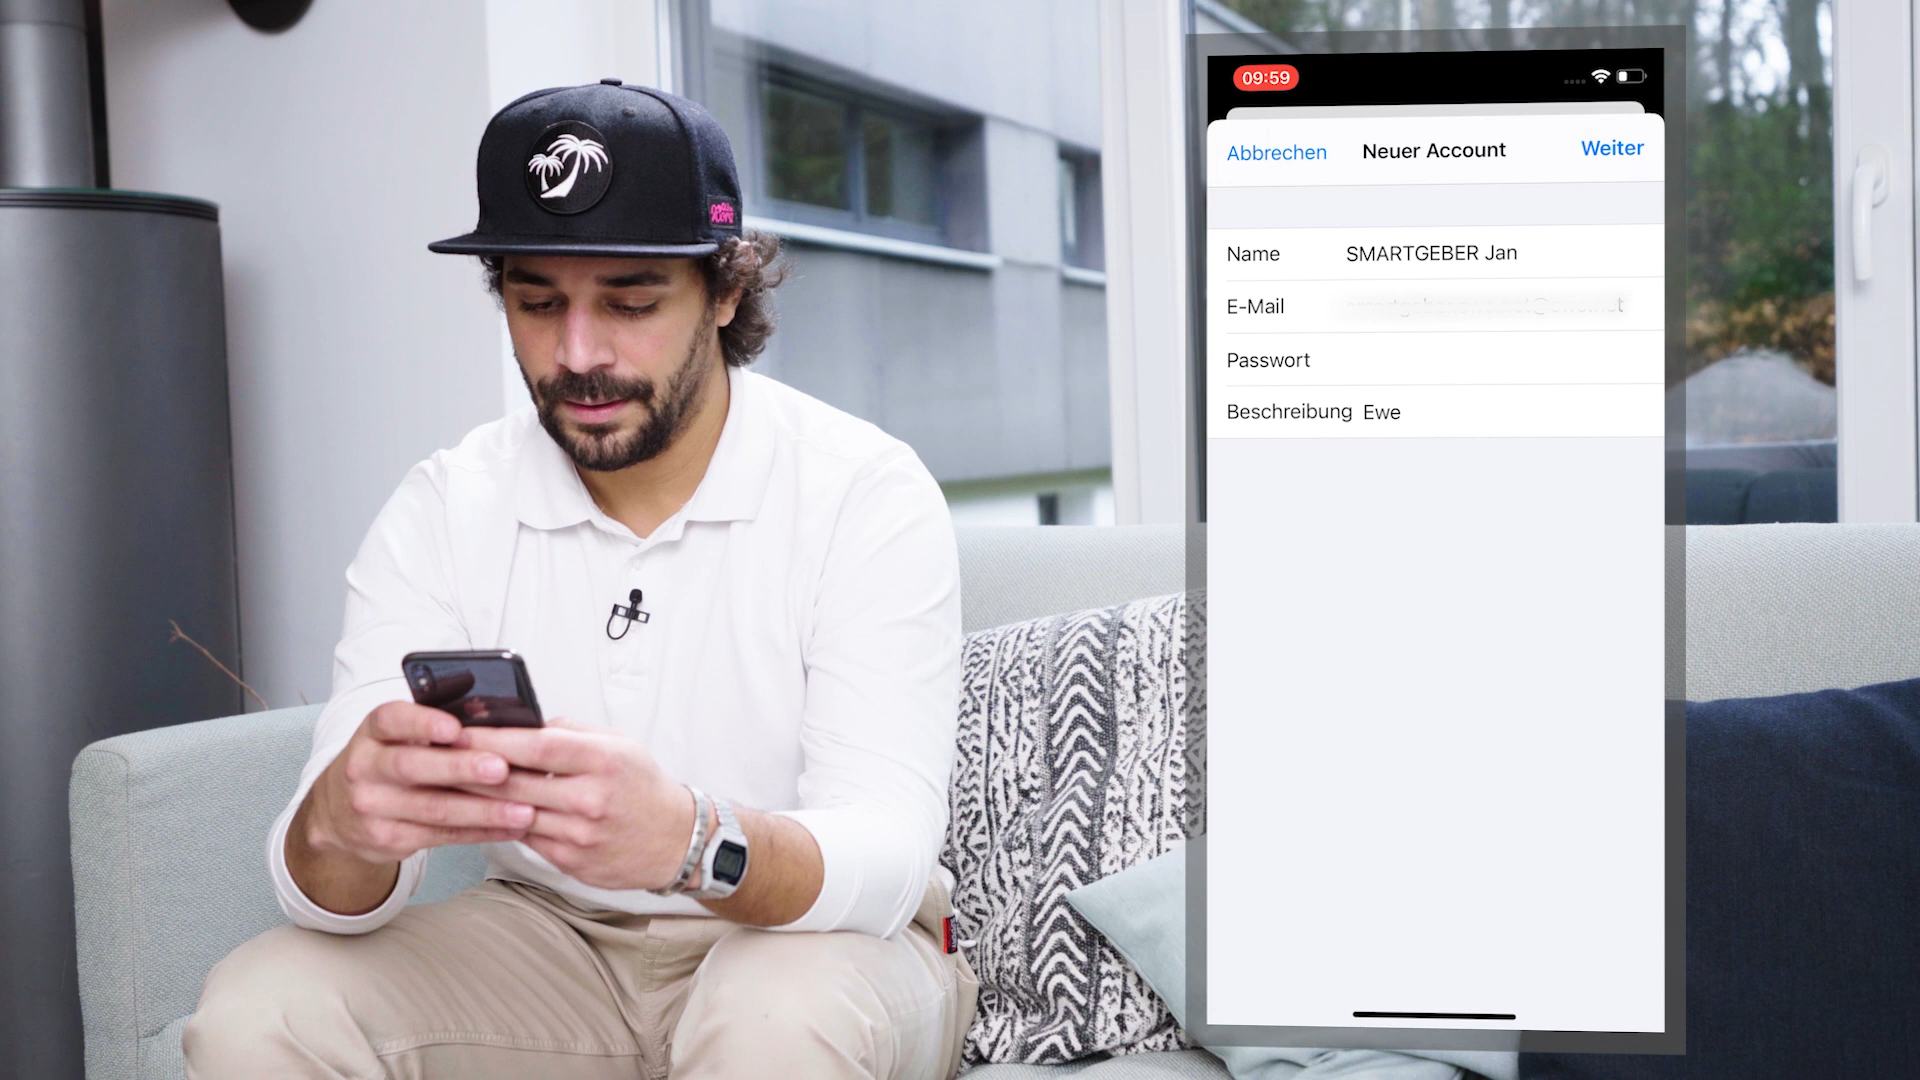 09:59
Abbrechen Neuer Account Weiter
Name SMARTGEBER Jan
E-Mail
Passwort
Beschreibung Ewe